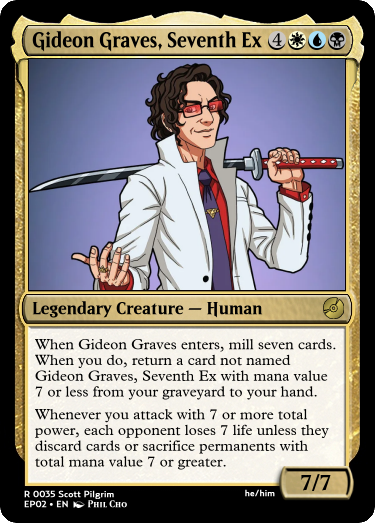 Gideon Graves, Seventh Ex 4
Legendary Creature — Human
When Gideon Graves enters, mill seven cards.
When you do, return a card not named
Gideon Graves, Seventh Ex with mana value
7 or less from your graveyard to your hand.
Whenever you attack with 7 or more total
power, each opponent loses 7 life unless they
discard cards or sacrifice permanents with
total mana value 7 or greater.
7/7
R 0035 Scott Pilgrim he/him
EP02 • EN Phil Cho